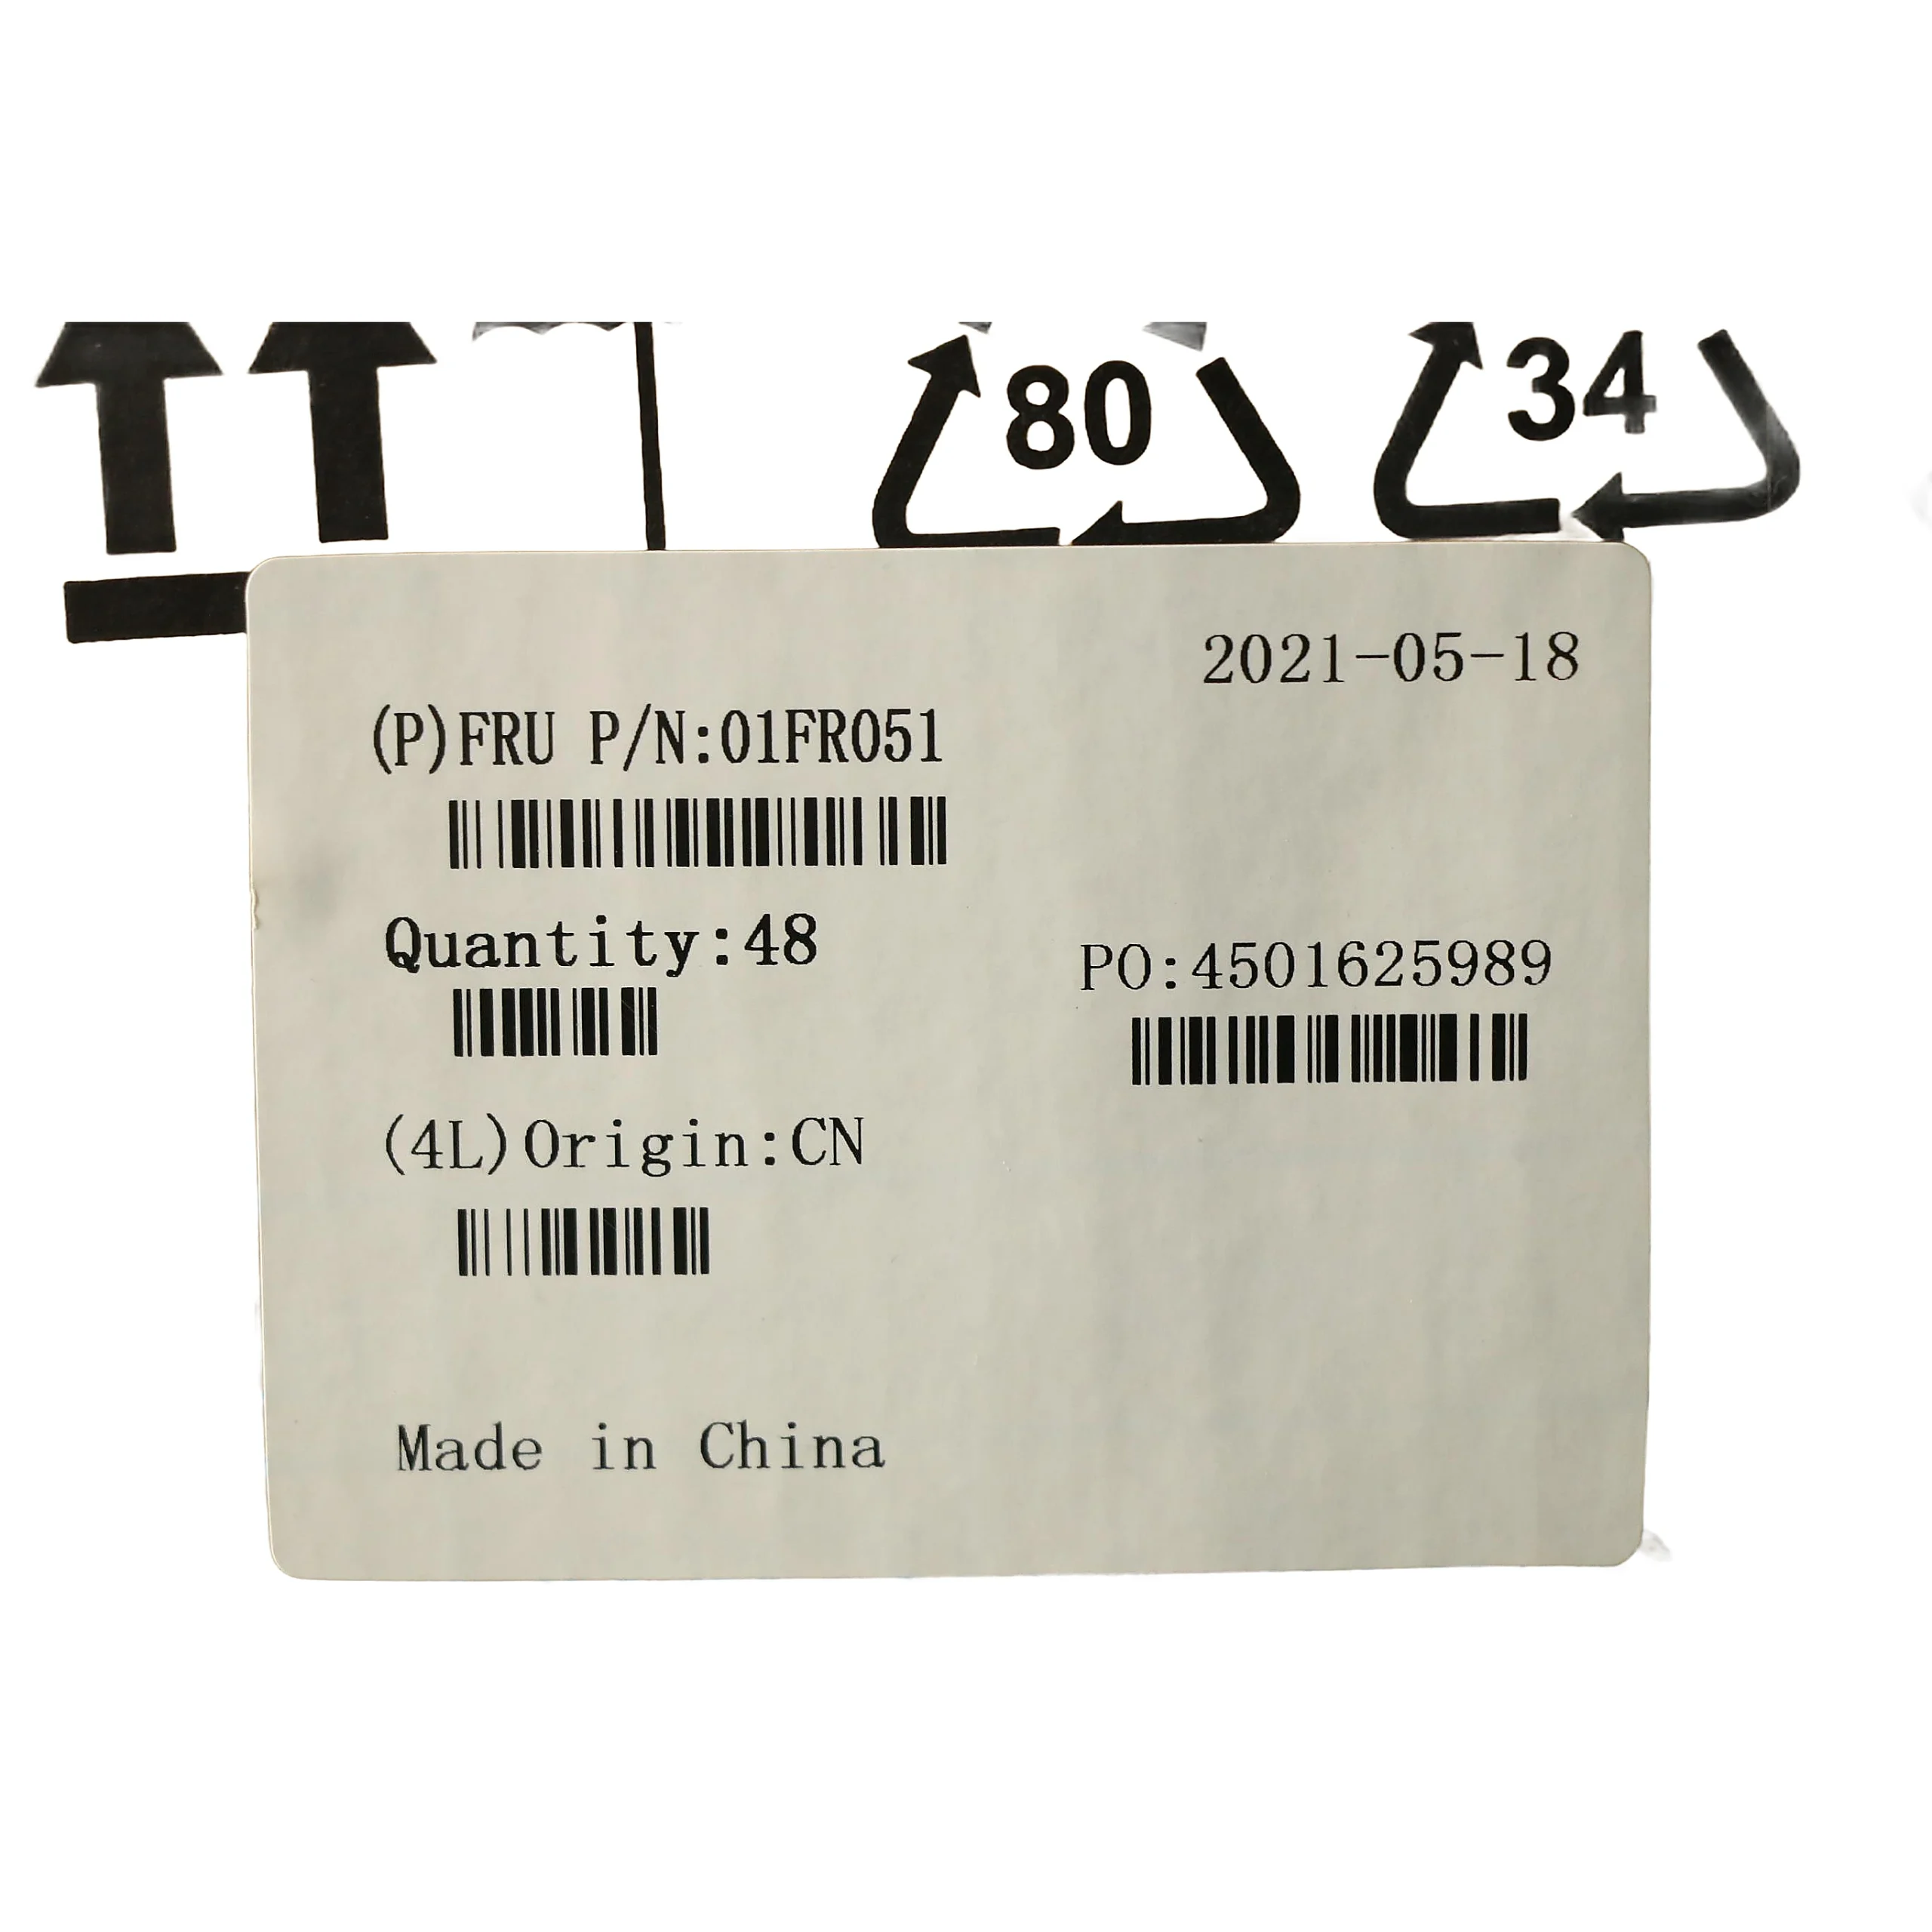 80
34
2021-05-18
(P)FRU P/N:01FR051
Quantity:48
PO:4501625989
(4L)Origin:CN
Made in China